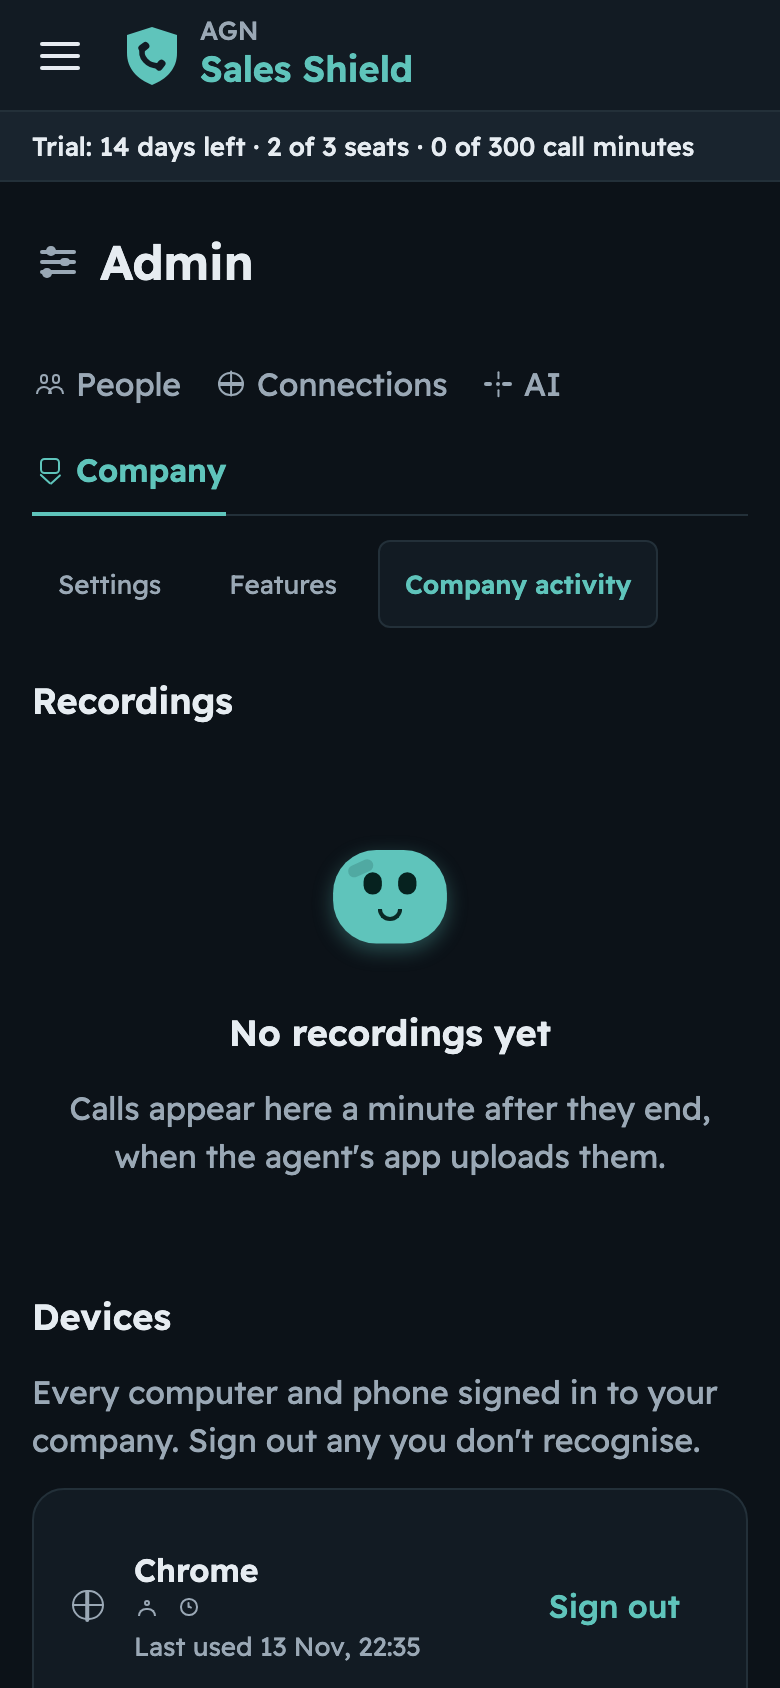 AGN
Sales Shield
Trial: 14 days left · 2 of 3 seats · 0 of 300 call minutes
Admin
People
Connections
AI
Company
Settings
Features
Company activity
Recordings
No recordings yet
Calls appear here a minute after they end,
when the agent's app uploads them.
Devices
Every computer and phone signed in to your
company. Sign out any you don't recognise.
Chrome
Sign out
Last used 13 Nov, 22:35